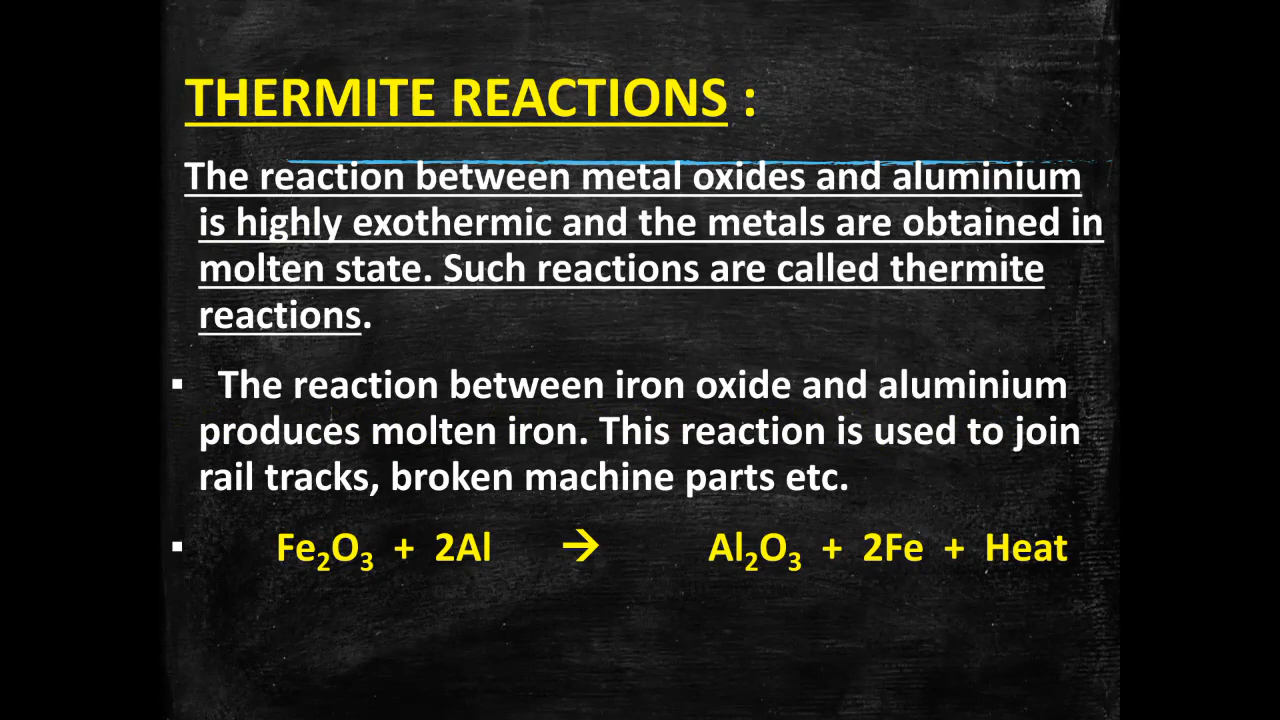 THERMITE REACTIONS :
The reaction between metal oxides and aluminium
is highly exothermic and the metals are obtained in
molten state. Such reactions are called thermite
reactions.
▪ The reaction between iron oxide and aluminium
produces molten iron. This reaction is used to join
rail tracks, broken machine parts etc.
▪ Fe₂O₃ + 2Al → Al₂O₃ + 2Fe + Heat